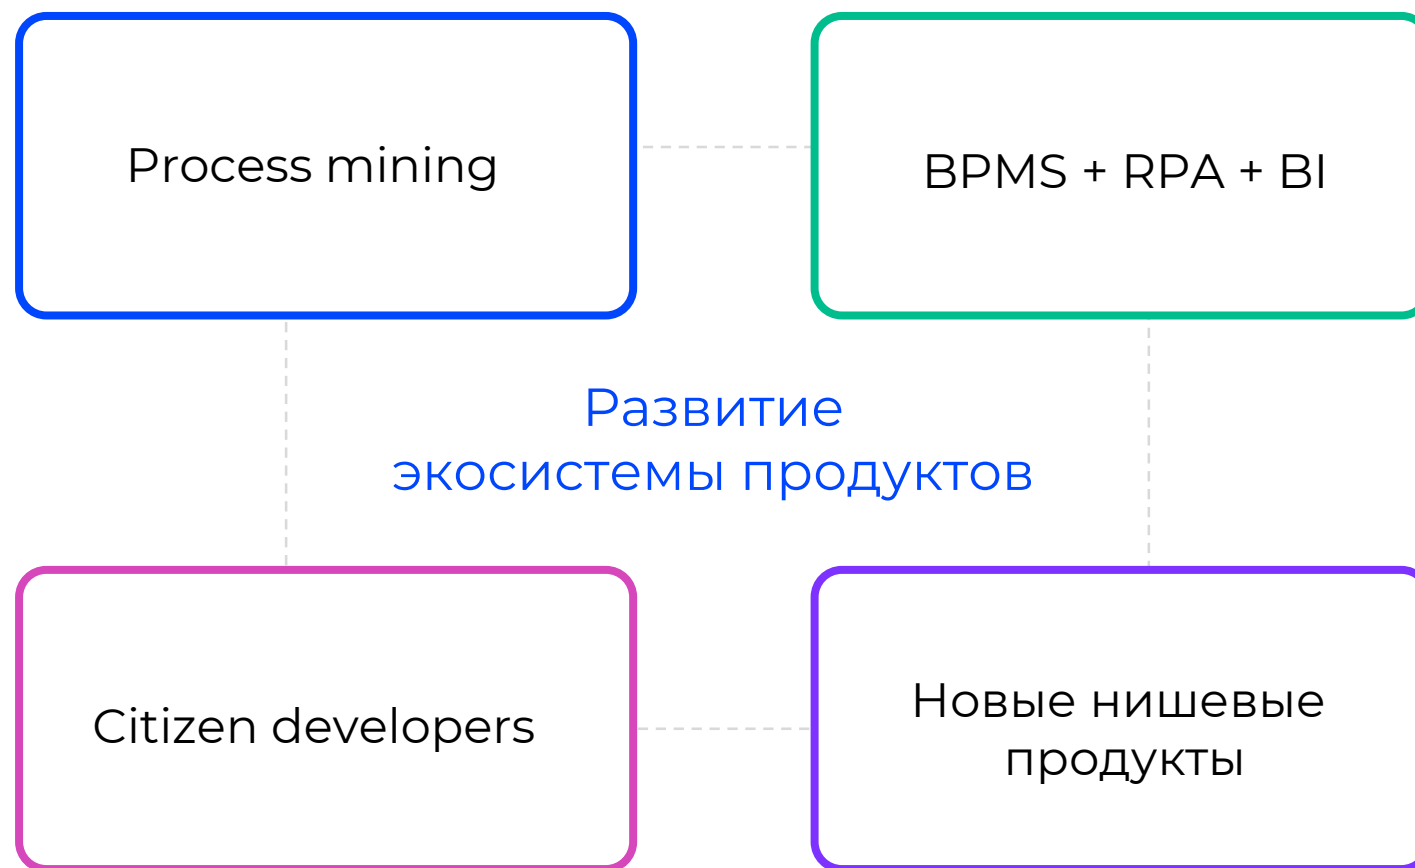 Process mining
BPMS + RPA + BI
Развитие
экосистемы продуктов
Citizen developers
Новые нишевые
продукты